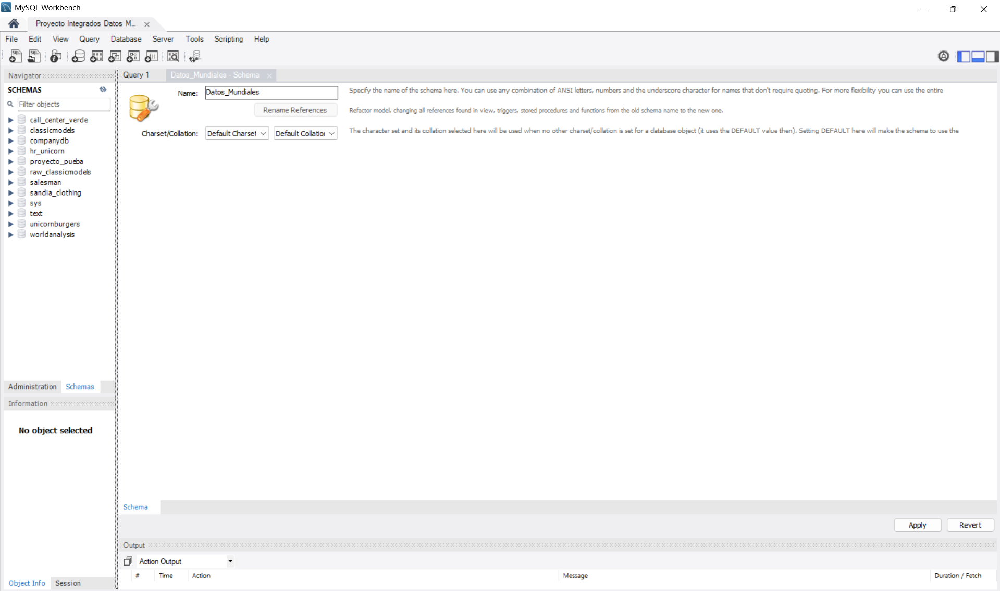 MySQL Workbench
Proyecto Integrados Datos M...
File Edit View Query Database Server Tools Scripting Help
Navigator
SCHEMAS
Filter objects
call_center_verde
classicmodels
companydb
hr_unicorn
proyecto_pueba
raw_classicmodels
salesman
sandia_clothing
sys
text
unicornburgers
worldanalysis
Administration Schemas
Information
No object selected
Object Info Session
Query 1 Datos_Mundiales - Schema
Name: Datos_Mundiales Specify the name of the schema here. You can use any combination of ANSI letters, numbers and the underscore character for names that don't require quoting. For more flexibility you can use the entire
Rename References Refactor model, changing all references found in view, triggers, stored procedures and functions from the old schema name to the new one.
Charset/Collation: Default Charset Default Collation The character set and its collation selected here will be used when no other charset/collation is set for a database object (it uses the DEFAULT value then). Setting DEFAULT here will make the schema to use the
Schema
Apply Revert
Output
Action Output
# Time Action Message Duration / Fetch